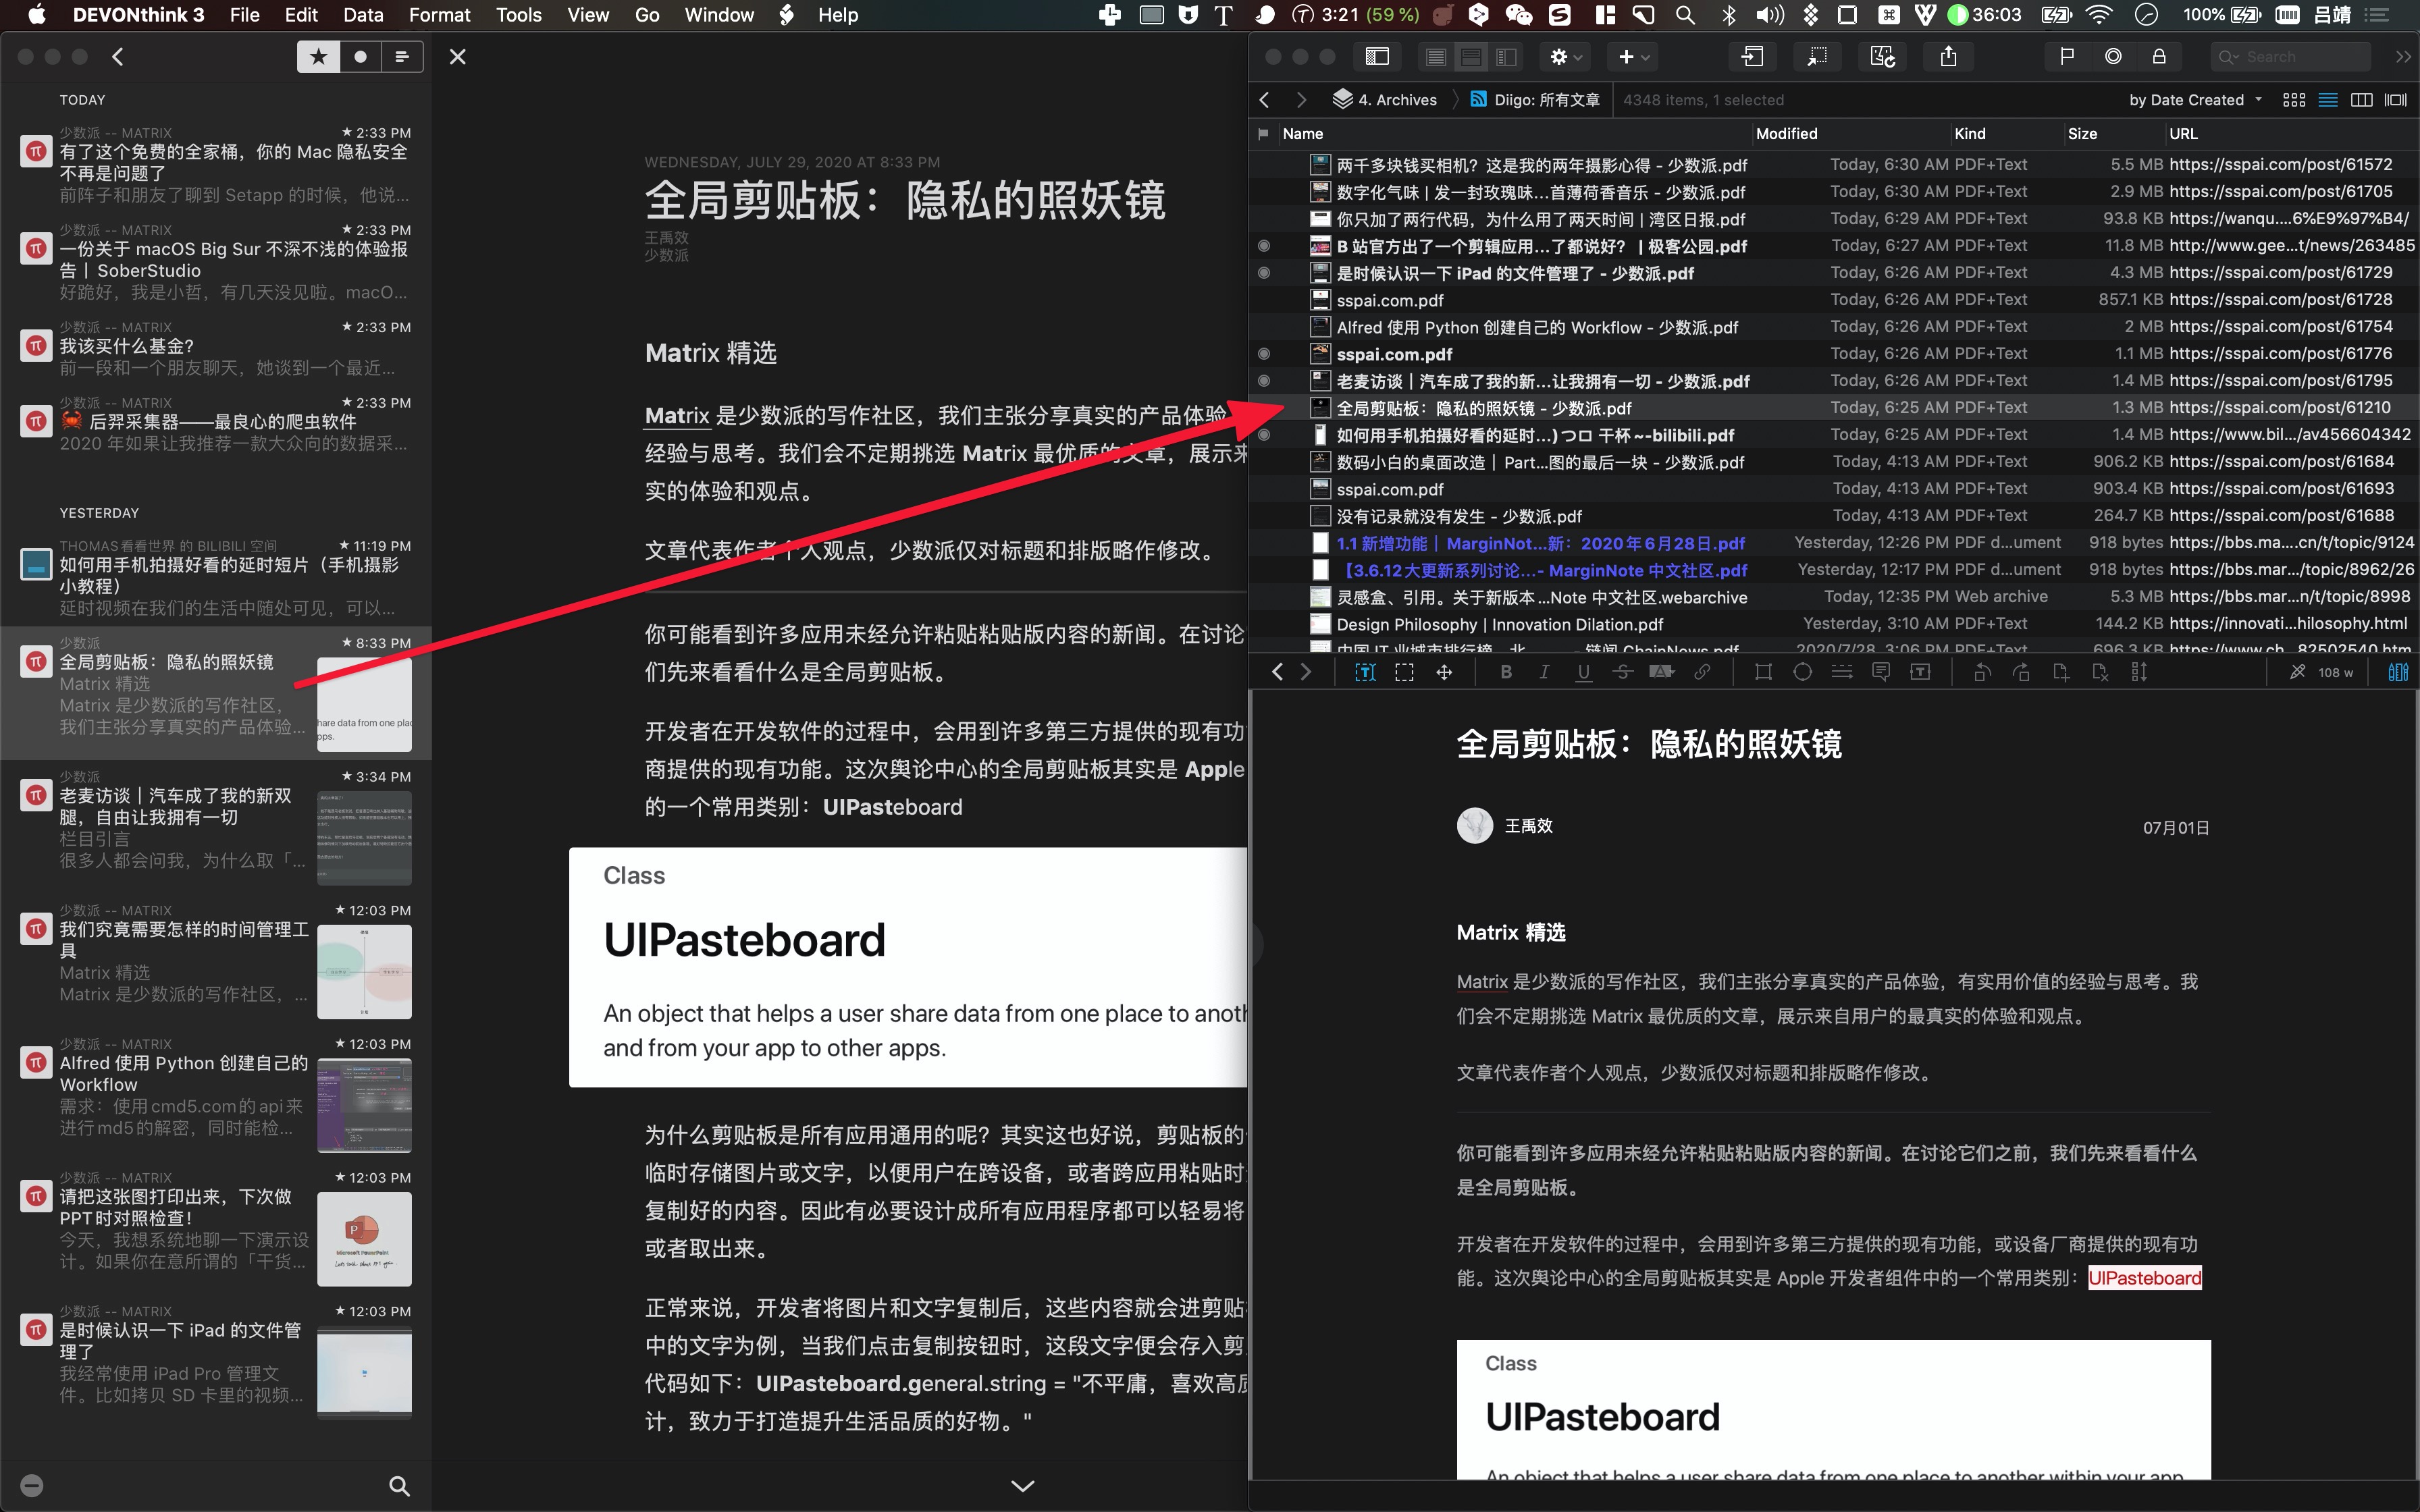 DEVONthink 3 File Edit Data Format Tools View Go Window Help
3:21 (59 %) 36:03 100% 吕靖
TODAY
少数派 -- MATRIX ★ 2:33 PM
有了这个免费的全家桶，你的 Mac 隐私安全
不再是问题了
前阵子和朋友了聊到 Setapp 的时候，他说…
少数派 -- MATRIX ★ 2:33 PM
一份关于 macOS Big Sur 不深不浅的体验报
告 | SoberStudio
好跪好，我是小哲，有几天没见啦。macO…
少数派 -- MATRIX ★ 2:33 PM
我该买什么基金？
前一段和一个朋友聊天，她谈到一个最近…
少数派 -- MATRIX ★ 2:33 PM
🦀 后羿采集器——最良心的爬虫软件
2020 年如果让我推荐一款大众向的数据采…
YESTERDAY
THOMAS看看世界 的 BILIBILI 空间 ★ 11:19 PM
如何用手机拍摄好看的延时短片（手机摄影
小教程）
延时视频在我们的生活中随处可见，可以…
少数派 ★ 8:33 PM
全局剪贴板：隐私的照妖镜
Matrix 精选
Matrix 是少数派的写作社区，
我们主张分享真实的产品体验…
hare data from one plac
pps.
少数派 ★ 3:34 PM
老麦访谈｜汽车成了我的新双
腿，自由让我拥有一切
栏目引言
很多人都会问我，为什么取「…
少数派 -- MATRIX ★ 12:03 PM
我们究竟需要怎样的时间管理工
具
Matrix 精选
Matrix 是少数派的写作社区，…
少数派 -- MATRIX ★ 12:03 PM
Alfred 使用 Python 创建自己的
Workflow
需求：使用cmd5.com的api来
进行md5的解密，同时能检…
少数派 -- MATRIX ★ 12:03 PM
请把这张图打印出来，下次做
PPT时对照检查！
今天，我想系统地聊一下演示设
计。如果你在意所谓的「干货…
Microsoft PowerPoint
少数派 -- MATRIX ★ 12:03 PM
是时候认识一下 iPad 的文件管
理了
我经常使用 iPad Pro 管理文
件。比如拷贝 SD 卡里的视频…
WEDNESDAY, JULY 29, 2020 AT 8:33 PM
全局剪贴板：隐私的照妖镜
王禹效
少数派
Matrix 精选
Matrix 是少数派的写作社区，我们主张分享真实的产品体验
经验与思考。我们会不定期挑选 Matrix 最优质的文章，展示来
实的体验和观点。
文章代表作者个人观点，少数派仅对标题和排版略作修改。
你可能看到许多应用未经允许粘贴粘贴版内容的新闻。在讨论
们先来看看什么是全局剪贴板。
开发者在开发软件的过程中，会用到许多第三方提供的现有功
商提供的现有功能。这次舆论中心的全局剪贴板其实是 Apple
的一个常用类别：UIPasteboard
Class
UIPasteboard
An object that helps a user share data from one place to anoth
and from your app to other apps.
为什么剪贴板是所有应用通用的呢？其实这也好说，剪贴板的
临时存储图片或文字，以便用户在跨设备，或者跨应用粘贴时
复制好的内容。因此有必要设计成所有应用程序都可以轻易将
或者取出来。
正常来说，开发者将图片和文字复制后，这些内容就会进剪贴
中的文字为例，当我们点击复制按钮时，这段文字便会存入剪
代码如下：UIPasteboard.general.string = "不平庸，喜欢高质
计，致力于打造提升生活品质的好物。"
Search
4. Archives Diigo: 所有文章 4348 items, 1 selected by Date Created
Name Modified Kind Size URL
两千多块钱买相机？这是我的两年摄影心得 - 少数派.pdf Today, 6:30 AM PDF+Text 5.5 MB https://sspai.com/post/61572
数字化气味 | 发一封玫瑰味…首薄荷香音乐 - 少数派.pdf Today, 6:30 AM PDF+Text 2.9 MB https://sspai.com/post/61705
你只加了两行代码，为什么用了两天时间 | 湾区日报.pdf Today, 6:29 AM PDF+Text 93.8 KB https://wanqu....6%E9%97%B4/
B 站官方出了一个剪辑应用…了都说好？ | 极客公园.pdf Today, 6:27 AM PDF+Text 11.8 MB http://www.gee...t/news/263485
是时候认识一下 iPad 的文件管理了 - 少数派.pdf Today, 6:26 AM PDF+Text 4.3 MB https://sspai.com/post/61729
sspai.com.pdf Today, 6:26 AM PDF+Text 857.1 KB https://sspai.com/post/61728
Alfred 使用 Python 创建自己的 Workflow - 少数派.pdf Today, 6:26 AM PDF+Text 2 MB https://sspai.com/post/61754
sspai.com.pdf Today, 6:26 AM PDF+Text 1.1 MB https://sspai.com/post/61776
老麦访谈｜汽车成了我的新…让我拥有一切 - 少数派.pdf Today, 6:26 AM PDF+Text 1.4 MB https://sspai.com/post/61795
全局剪贴板：隐私的照妖镜 - 少数派.pdf Today, 6:25 AM PDF+Text 1.3 MB https://sspai.com/post/61210
如何用手机拍摄好看的延时…)つロ 干杯~-bilibili.pdf Today, 6:25 AM PDF+Text 1.4 MB https://www.bil.../av456604342
数码小白的桌面改造｜Part…图的最后一块 - 少数派.pdf Today, 4:13 AM PDF+Text 906.2 KB https://sspai.com/post/61684
sspai.com.pdf Today, 4:13 AM PDF+Text 903.4 KB https://sspai.com/post/61693
没有记录就没有发生 - 少数派.pdf Today, 4:13 AM PDF+Text 264.7 KB https://sspai.com/post/61688
1.1 新增功能｜ MarginNot…新：2020年6月28日.pdf Yesterday, 12:26 PM PDF d...ument 918 bytes https://bbs.ma....cn/t/topic/9124
【3.6.12大更新系列讨论…- MarginNote 中文社区.pdf Yesterday, 12:17 PM PDF d...ument 918 bytes https://bbs.mar.../topic/8962/26
灵感盒、引用。关于新版本…Note 中文社区.webarchive Today, 12:35 PM Web archive 5.3 MB https://bbs.mar...n/t/topic/8998
Design Philosophy | Innovation Dilation.pdf Yesterday, 3:10 AM PDF+Text 144.2 KB https://innovati...hilosophy.html
中国 IT 业城市排行榜 链闻 ChainNews.pdf 2020/7/28, 3:06 PM PDF+Text 696.3 KB https://www.ch...82502540.htm
108 w
全局剪贴板：隐私的照妖镜
王禹效 07月01日
Matrix 精选
Matrix 是少数派的写作社区，我们主张分享真实的产品体验，有实用价值的经验与思考。我
们会不定期挑选 Matrix 最优质的文章，展示来自用户的最真实的体验和观点。
文章代表作者个人观点，少数派仅对标题和排版略作修改。
你可能看到许多应用未经允许粘贴粘贴版内容的新闻。在讨论它们之前，我们先来看看什么
是全局剪贴板。
开发者在开发软件的过程中，会用到许多第三方提供的现有功能，或设备厂商提供的现有功
能。这次舆论中心的全局剪贴板其实是 Apple 开发者组件中的一个常用类别：UIPasteboard
Class
UIPasteboard
An object that helps a user share data from one place to another within your app